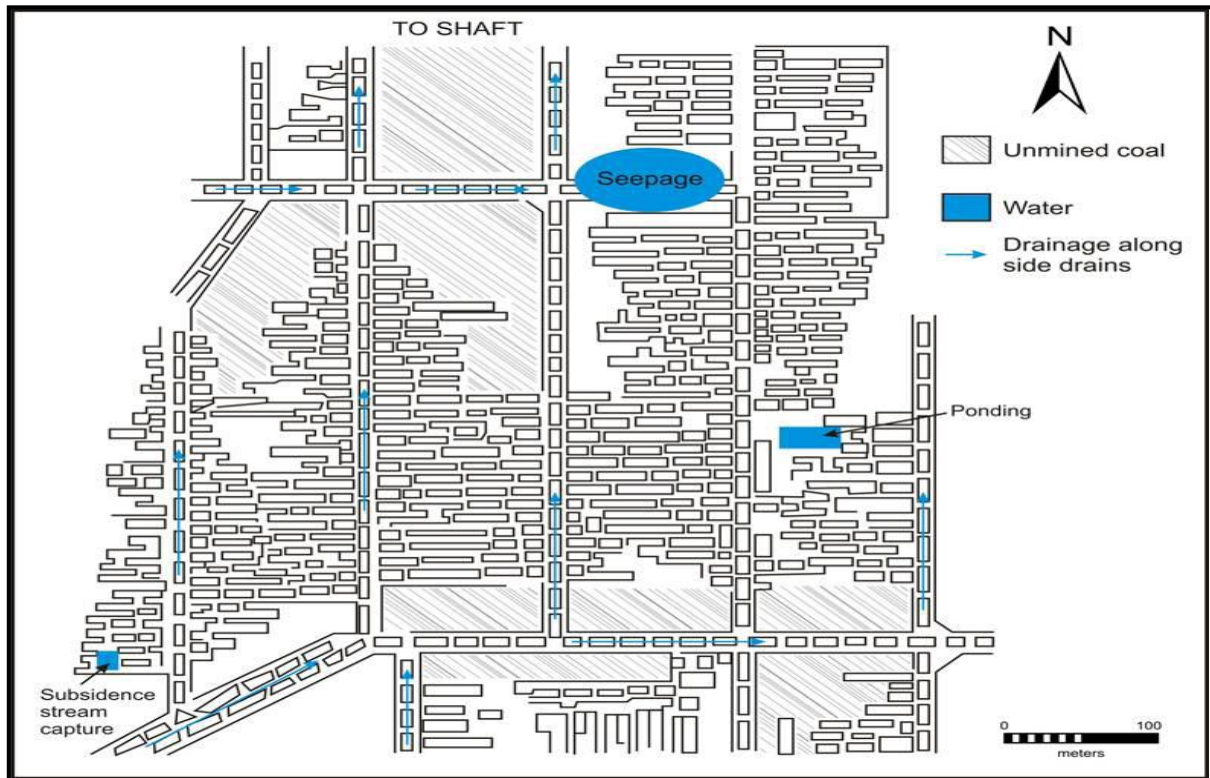 TO SHAFT
N
Unmined coal
Seepage
Water
Drainage along
side drains
Ponding
Subsidence
stream
capture
0 100
meters